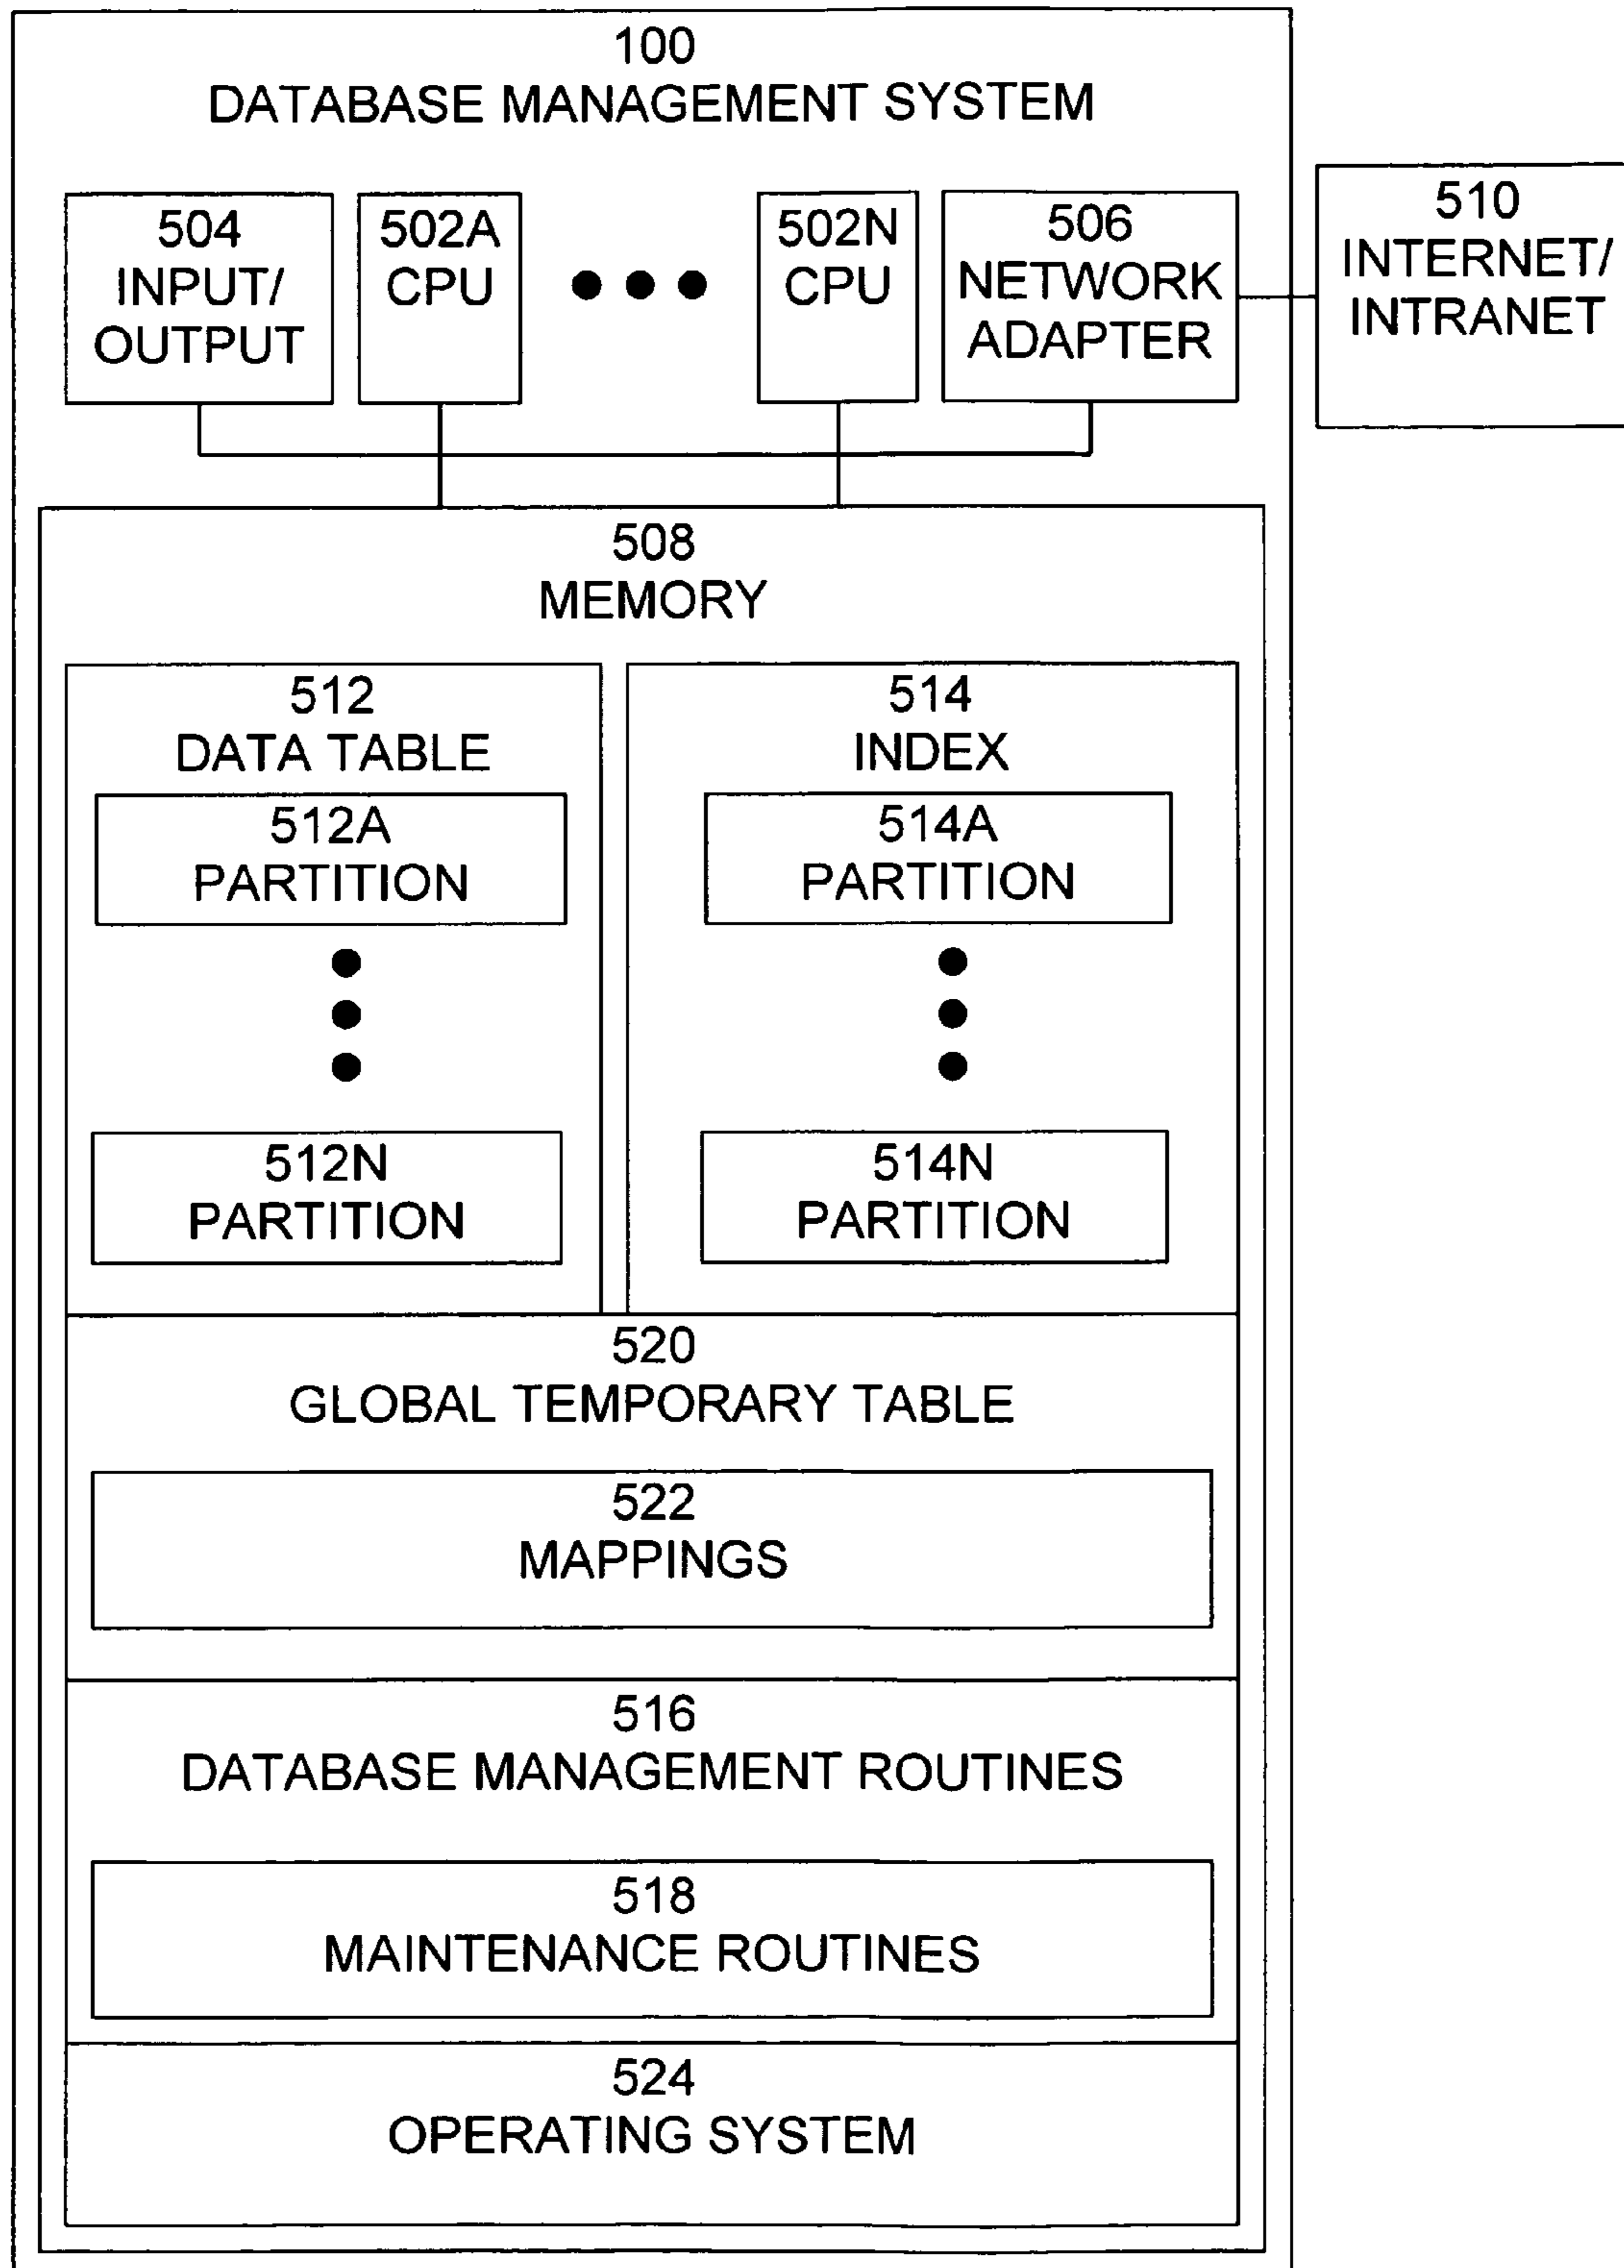 100
DATABASE MANAGEMENT SYSTEM
504
INPUT/
OUTPUT
502A
CPU
502N
CPU
506
NETWORK
ADAPTER
510
INTERNET/
INTRANET
508
MEMORY
512
DATA TABLE
512A
PARTITION
512N
PARTITION
514
INDEX
514A
PARTITION
514N
PARTITION
520
GLOBAL TEMPORARY TABLE
522
MAPPINGS
516
DATABASE MANAGEMENT ROUTINES
518
MAINTENANCE ROUTINES
524
OPERATING SYSTEM